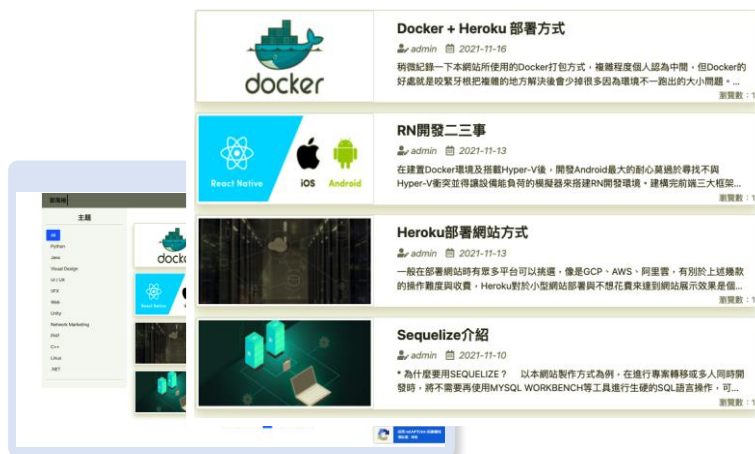 Docker + Heroku 部署方式
admin 2021-11-16
稍微紀錄一下本網站所使用的Docker打包方式，複雜程度個人認為中間，但Docker的
好處就是咬緊牙根把複雜的地方解決後會少掉很多因為環境不一跑出的大小問題。...
瀏覽數：1
docker
RN開發二三事
admin 2021-11-13
在建置Docker環境及搭載Hyper-V後，開發Android最大的耐心莫過於尋找不與
Hyper-V衝突並得讓設備能負荷的模擬器來搭建RN開發環境。建構完前端三大框架...
瀏覽數：1
React Native iOS Android
Heroku部署網站方式
admin 2021-11-13
一般在部署網站時有眾多平台可以挑選，像是GCP、AWS、阿里雲，有別於上述幾款
的操作難度與收費，Heroku對於小型網站部署與不想花費來達到網站展示效果是個...
瀏覽數：1
Sequelize介紹
admin 2021-11-10
* 為什麼要用SEQUELIZE？ 以本網站製作方式為例，在進行專案轉移或多人同時開
發時，將不需要再使用MYSQL WORKBENCH等工具進行生硬的SQL語言操作，可...
瀏覽數：1
主題
All
Python
Java
Visual Design
UI / UX
VFX
Web
Unity
Network Marketing
PHP
C++
Linux
.NET